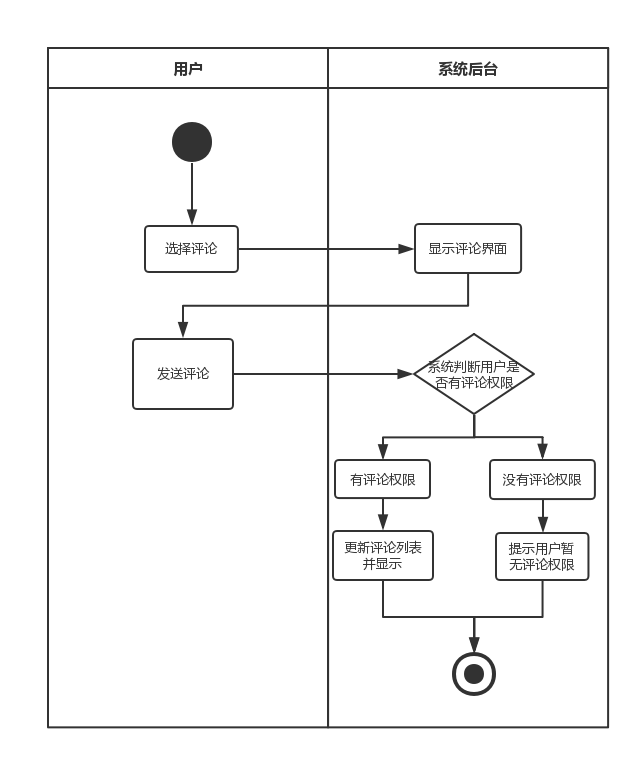 用户
系统后台
选择评论
显示评论界面
发送评论
系统判断用户是
否有评论权限
有评论权限
没有评论权限
更新评论列表
并显示
提示用户暂
无评论权限